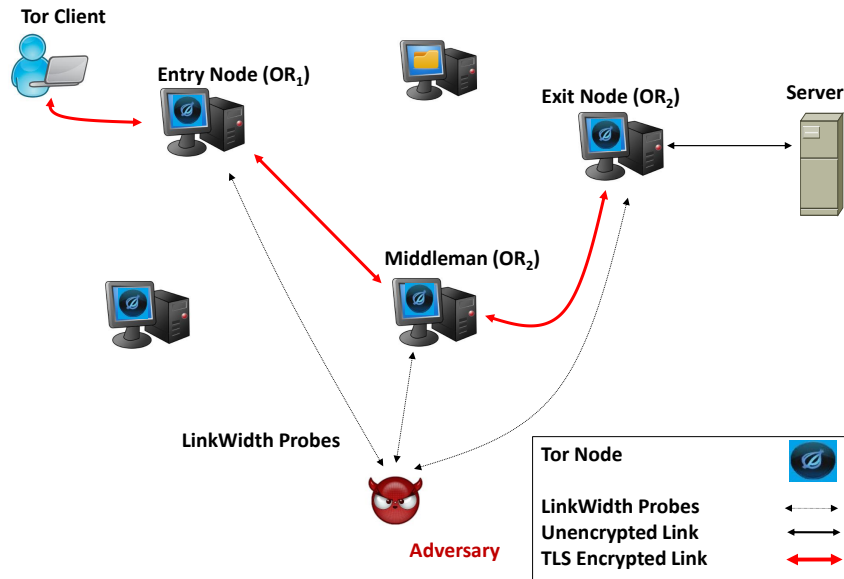 Tor Client
Entry Node (OR₁)
Exit Node (OR₂)
Server
Middleman (OR₂)
LinkWidth Probes
Adversary
Tor Node
LinkWidth Probes
Unencrypted Link
TLS Encrypted Link